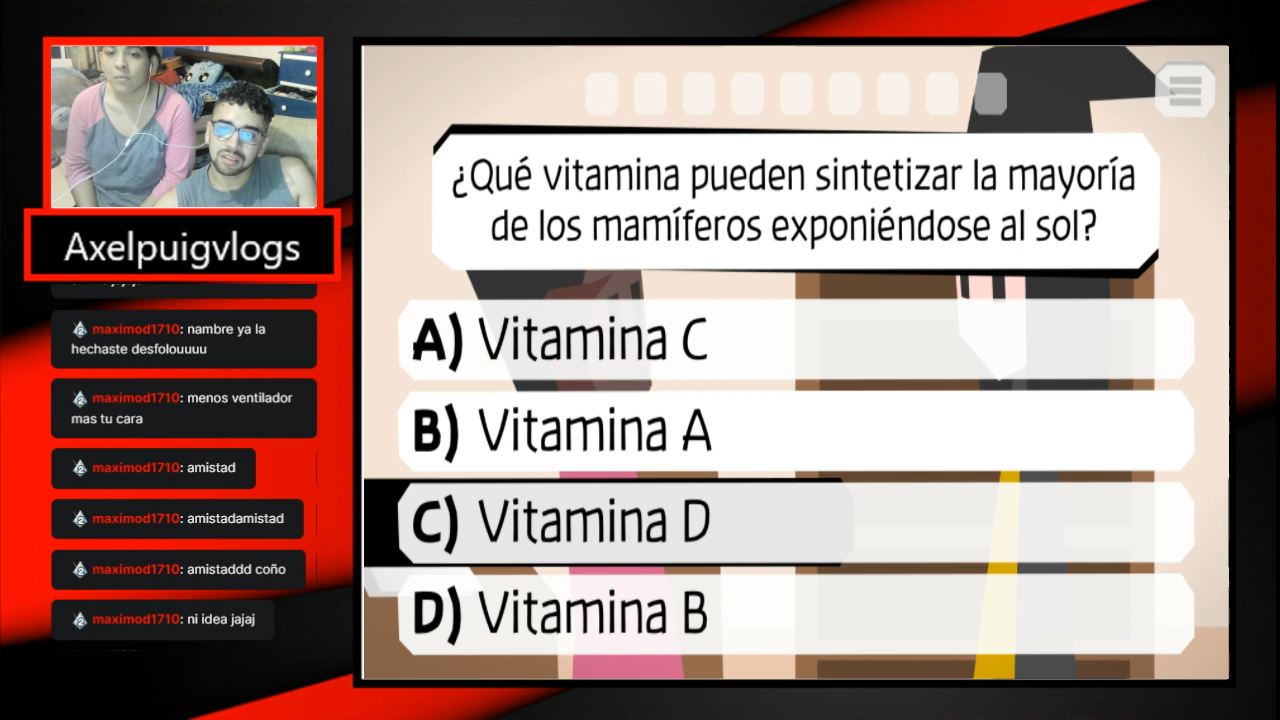 Axelpuigvlogs
maximod1710: nambre ya la
hechaste desfolouuuu
maximod1710: menos ventilador
mas tu cara
maximod1710: amistad
maximod1710: amistadamistad
maximod1710: amistaddd coño
maximod1710: ni idea jajaj
¿Qué vitamina pueden sintetizar la mayoría
de los mamíferos exponiéndose al sol?
A) Vitamina C
B) Vitamina A
C) Vitamina D
D) Vitamina B